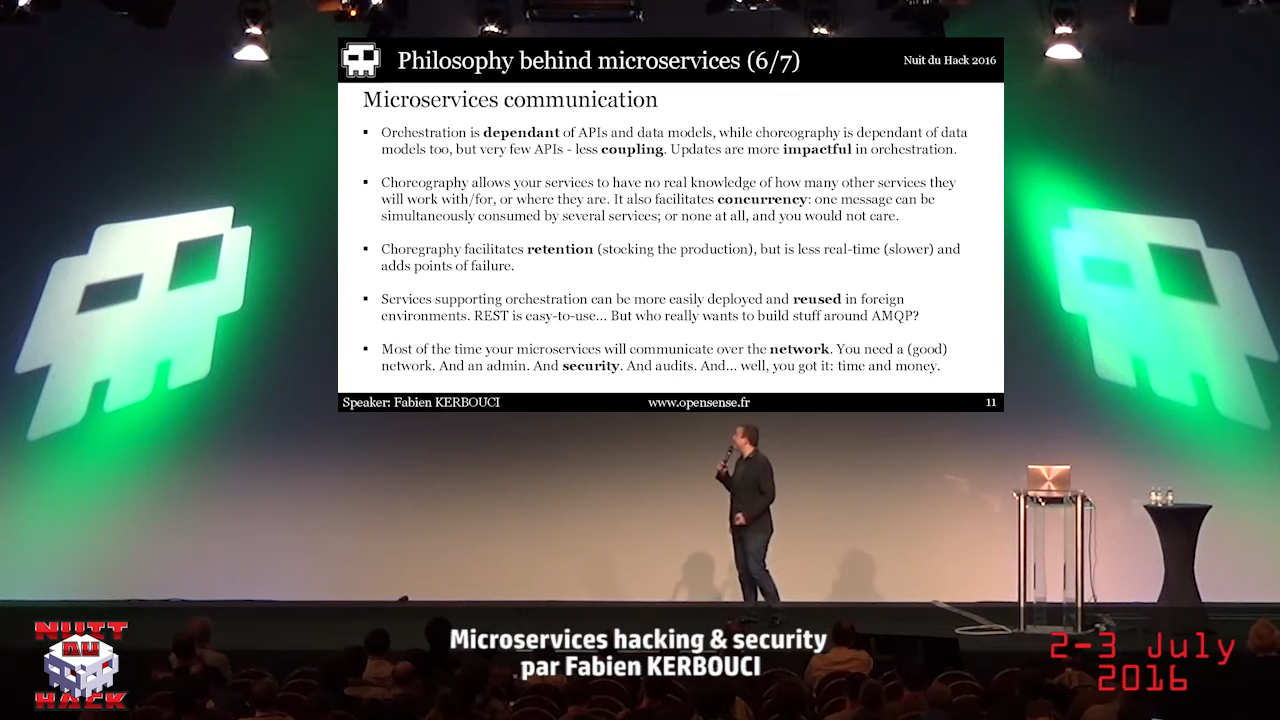 Philosophy behind microservices (6/7)
Nuit du Hack 2016
Microservices communication
▪ Orchestration is dependant of APIs and data models, while choreography is dependant of data
models too, but very few APIs - less coupling. Updates are more impactful in orchestration.
▪ Choreography allows your services to have no real knowledge of how many other services they
will work with/for, or where they are. It also facilitates concurrency: one message can be
simultaneously consumed by several services; or none at all, and you would not care.
▪ Choregraphy facilitates retention (stocking the production), but is less real-time (slower) and
adds points of failure.
▪ Services supporting orchestration can be more easily deployed and reused in foreign
environments. REST is easy-to-use... But who really wants to build stuff around AMQP?
▪ Most of the time your microservices will communicate over the network. You need a (good)
network. And an admin. And security. And audits. And... well, you got it: time and money.
Speaker: Fabien KERBOUCI
www.opensense.fr
11
NUIT
DU
HACK
Microservices hacking & security
par Fabien KERBOUCI
2-3 July
2016